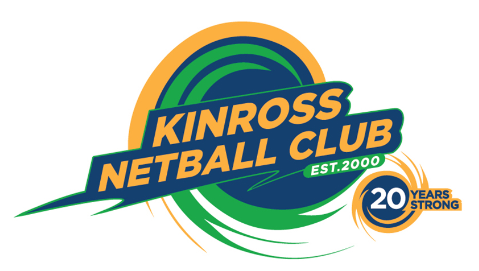 KINROSS
NETBALL CLUB
EST.2000
20 YEARS
STRONG